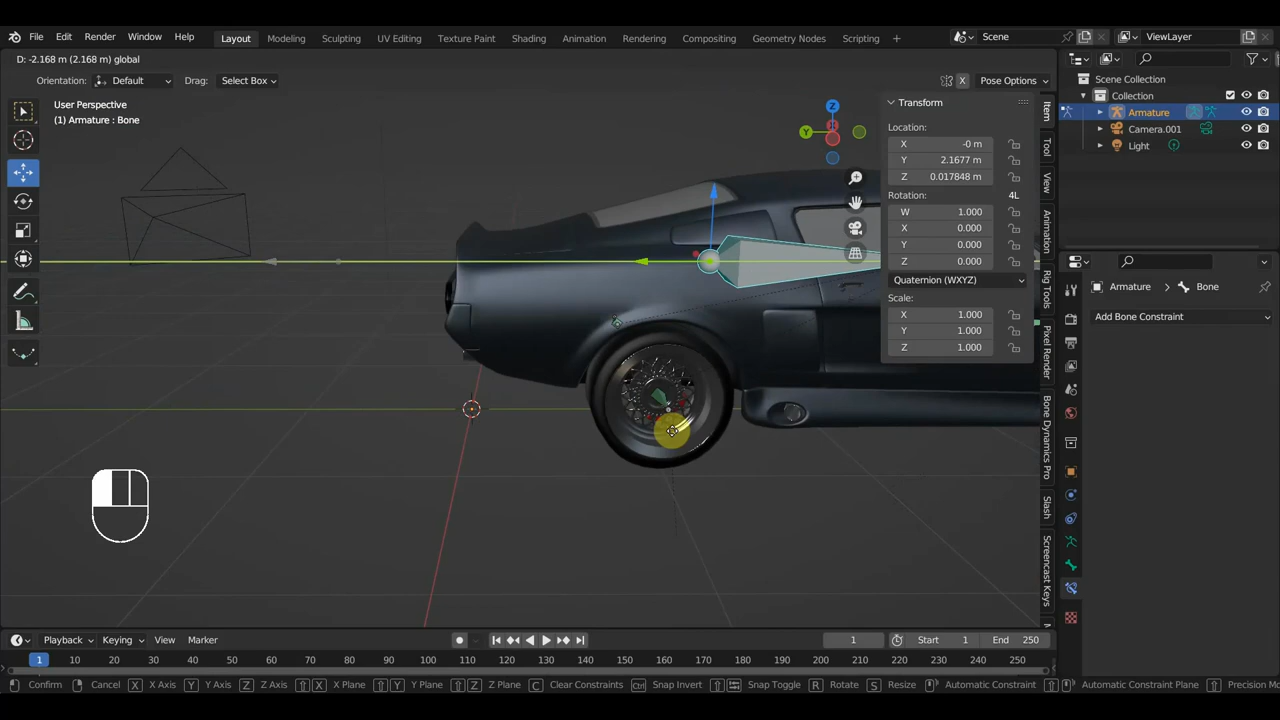 File Edit Render Window Help Layout Modeling Sculpting UV Editing Texture Paint Shading Animation Rendering Compositing Geometry Nodes Scripting + Scene ViewLayer
D: -2.168 m (2.168 m) global
Orientation: Default Drag: Select Box X Pose Options
User Perspective
(1) Armature : Bone
Z
Y
Transform
Location:
X -0 m
Y 2.1677 m
Z 0.017848 m
Rotation: 4L
W 1.000
X 0.000
Y 0.000
Z 0.000
Quaternion (WXYZ)
Scale:
X 1.000
Y 1.000
Z 1.000
Item
Tool
View
Animation
Rig Tools
Pixel Render
Bone Dynamics Pro
Slash
Screencast Keys
Scene Collection
Collection
Armature
Camera.001
Light
Armature > Bone
Add Bone Constraint
Playback Keying View Marker 1 Start 1 End 250
1 10 20 30 40 50 60 70 80 90 100 110 120 130 140 150 160 170 180 190 200 210 220 230 240 250
Confirm Cancel X X Axis Y Y Axis Z Z Axis X X Plane Y Y Plane Z Z Plane C Clear Constraints Ctrl Snap Invert Snap Toggle R Rotate S Resize Automatic Constraint Automatic Constraint Plane Precision Mo